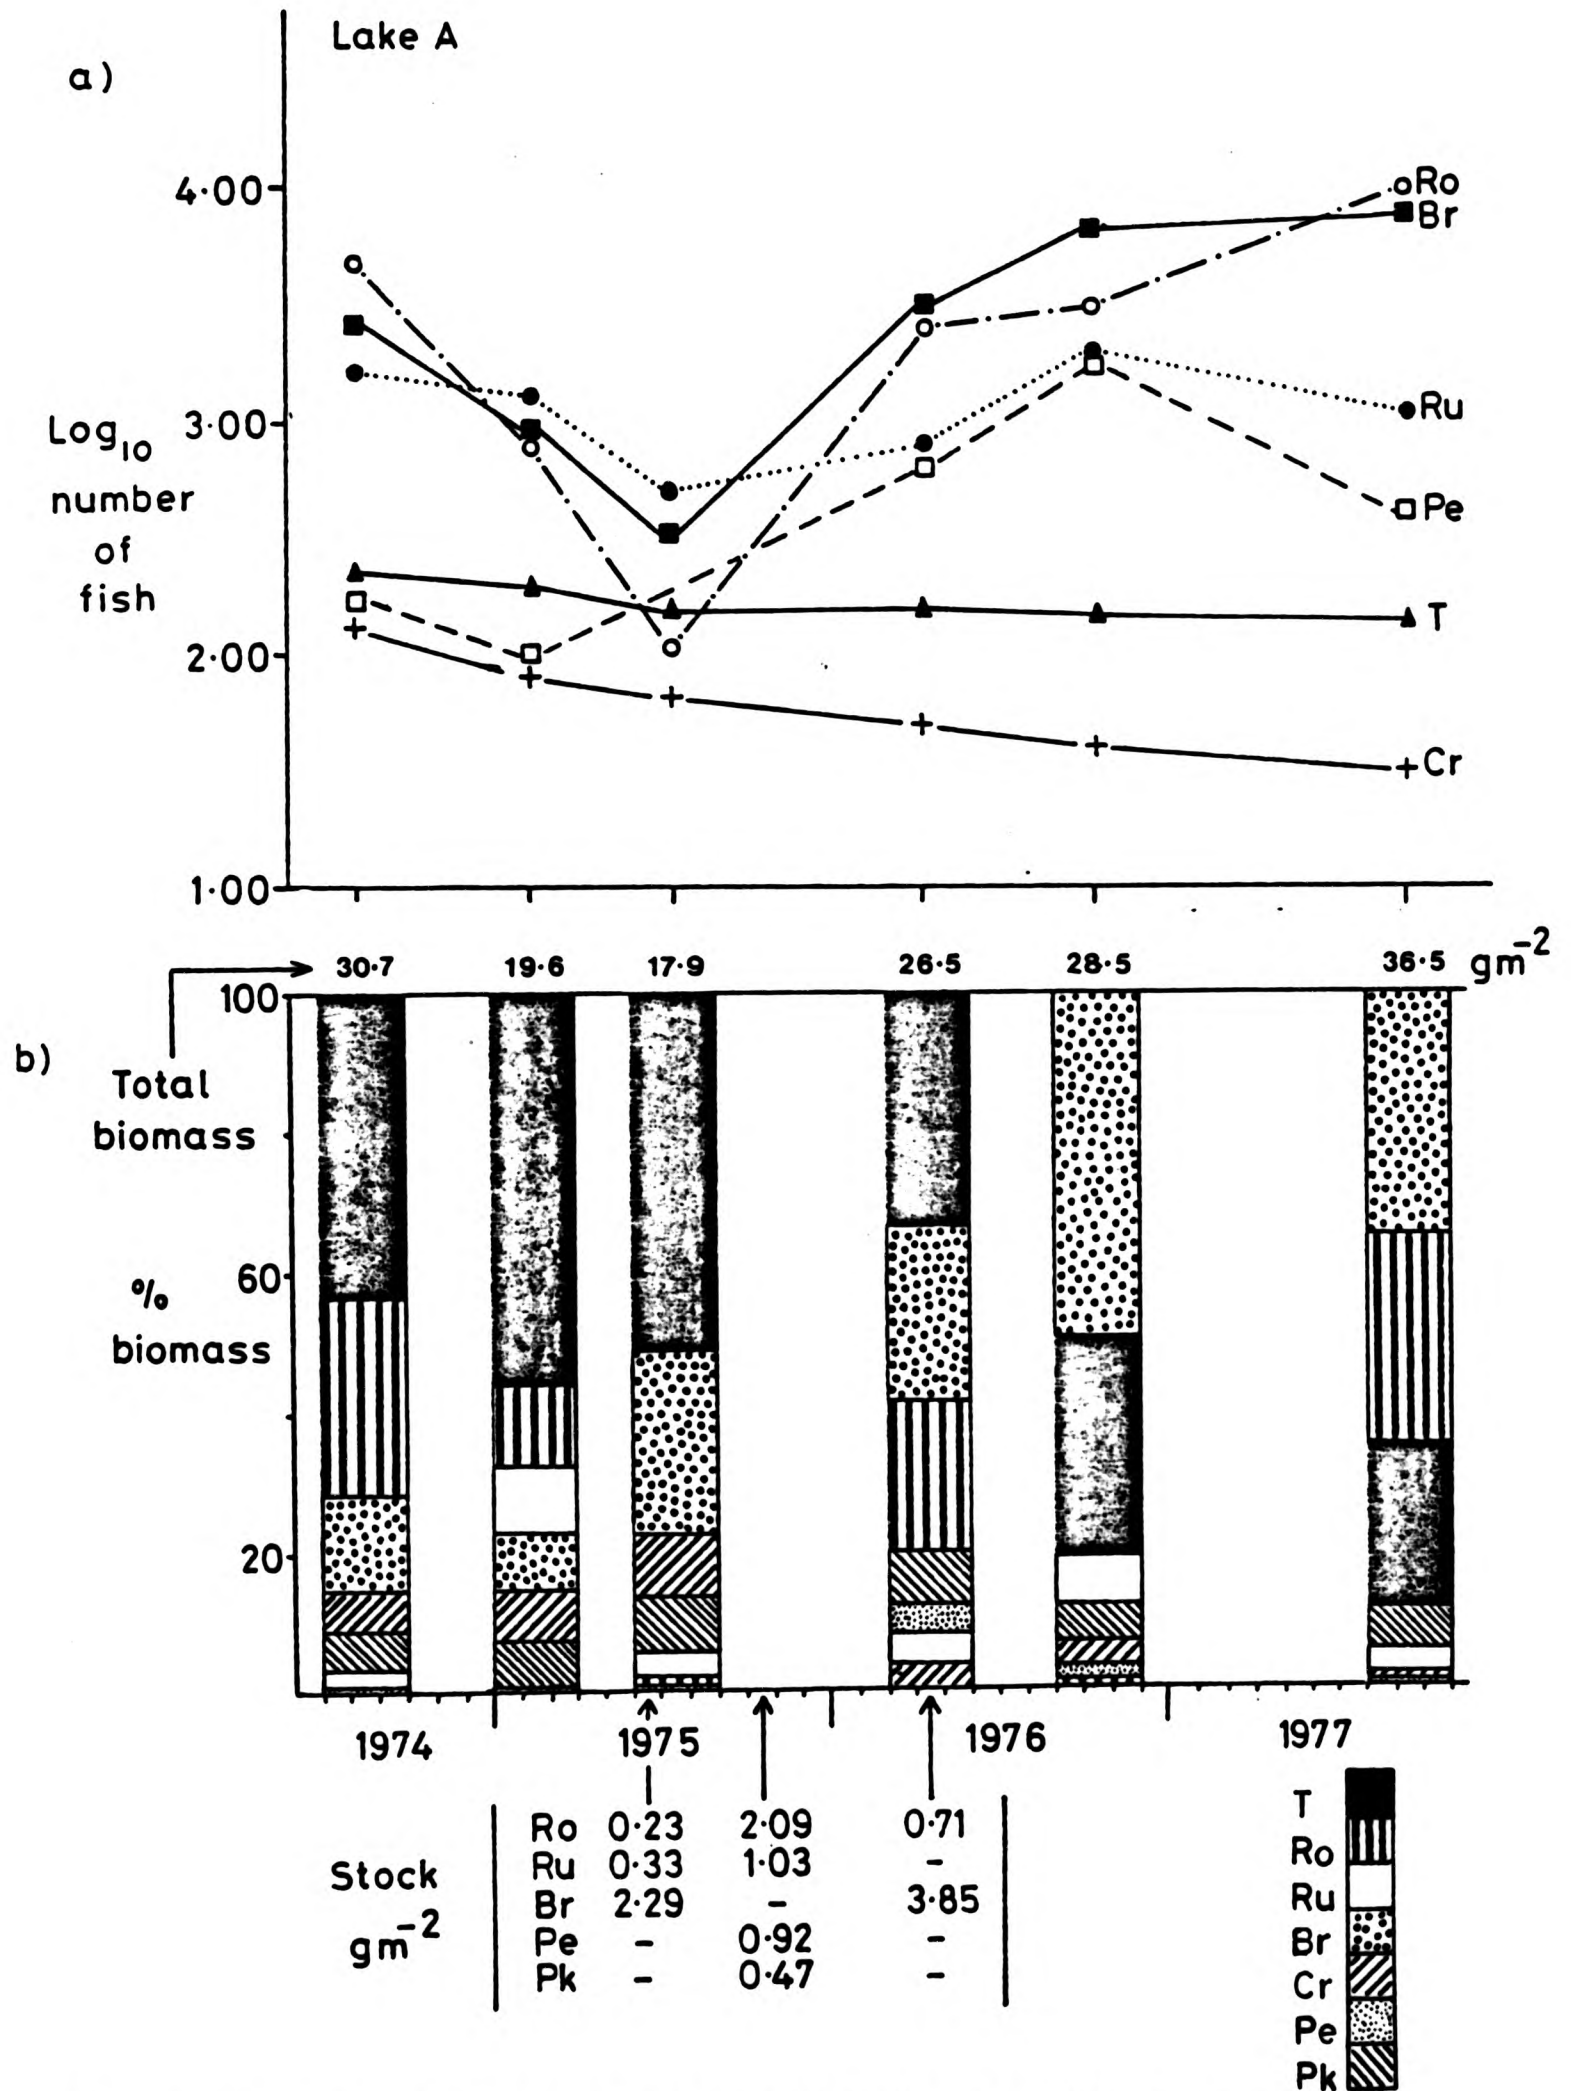 Lake A
a)
4·00
3·00
2·00
1·00
Log10
number
of
fish
Ro
Br
Ru
Pe
T
Cr
30·7 19·6 17·9 26·5 28·5 36·5 gm-2
b)
Total
biomass
100
60
20
%
biomass
1974 1975 1976 1977
Stock
gm-2
Ro 0·23 2·09 0·71
Ru 0·33 1·03 -
Br 2·29 - 3·85
Pe - 0·92 -
Pk - 0·47 -
T
Ro
Ru
Br
Cr
Pe
Pk